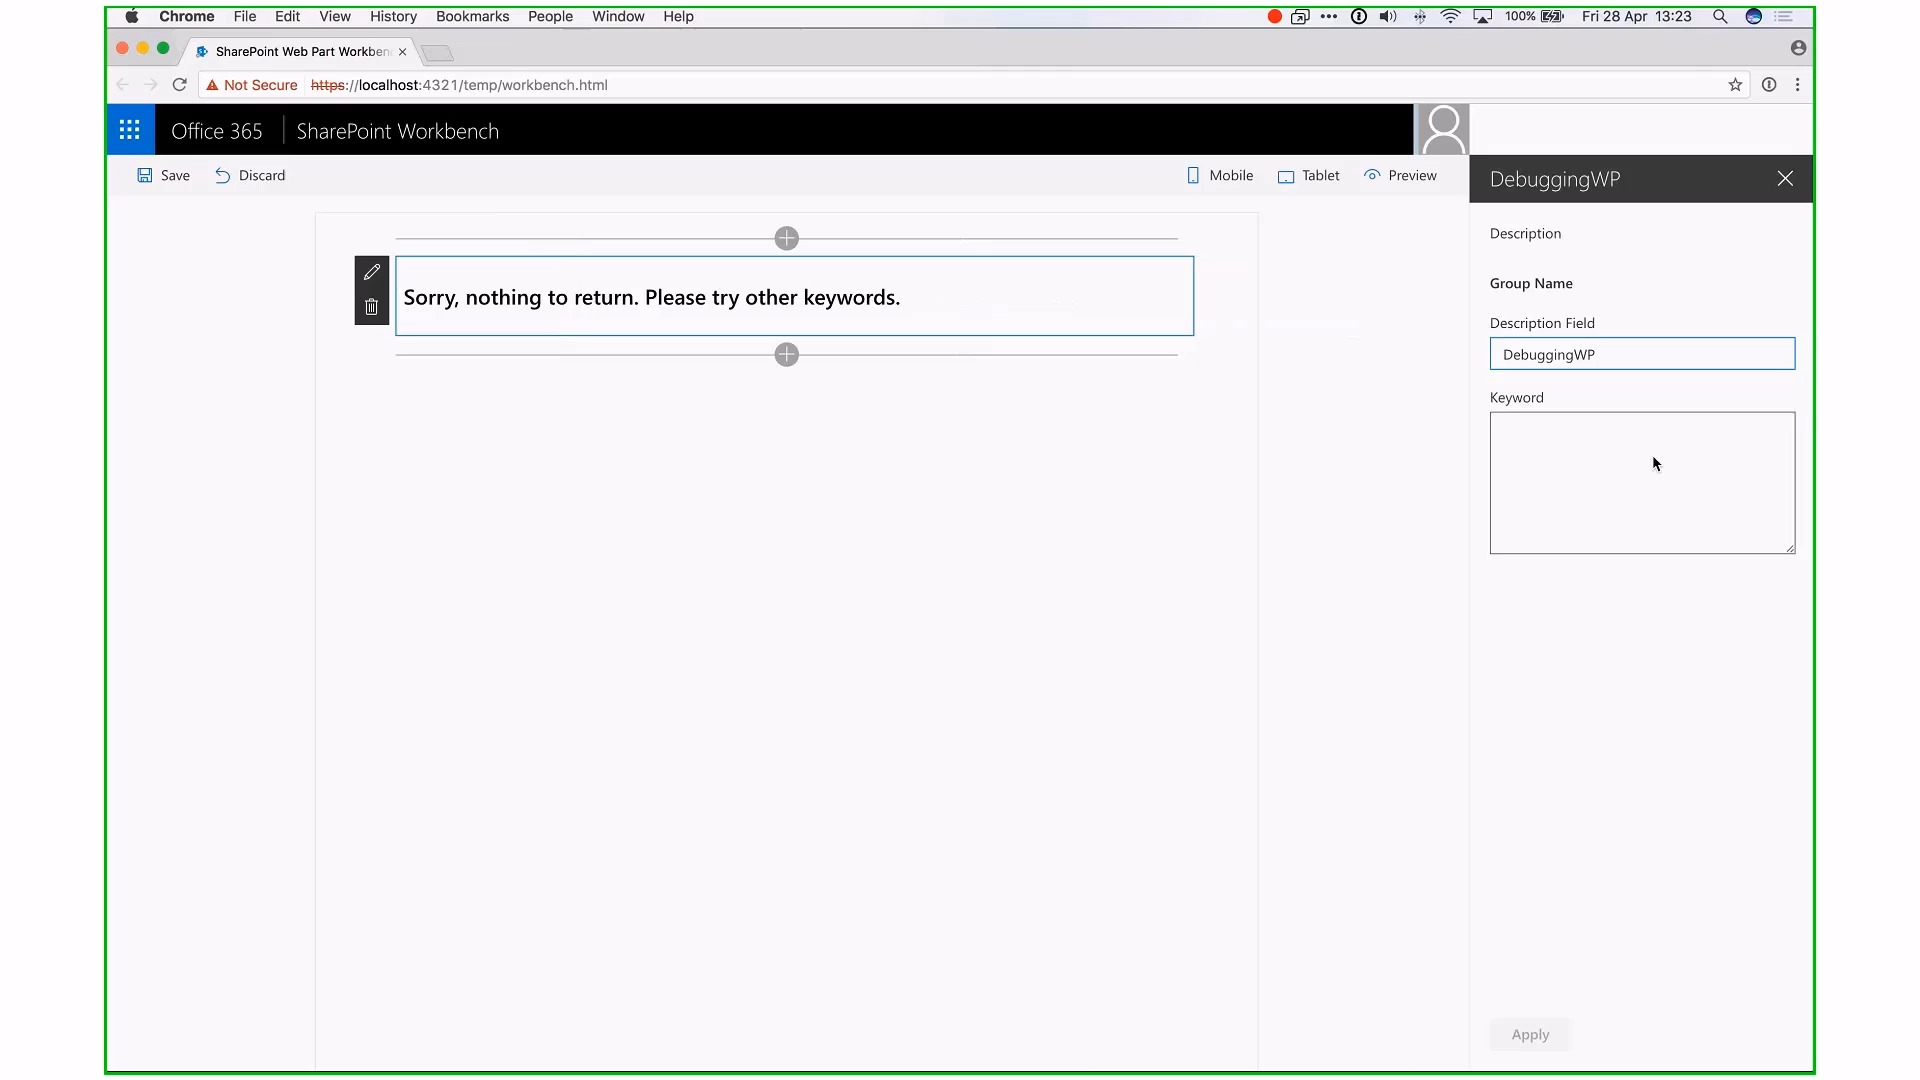 Chrome File Edit View History Bookmarks People Window Help 100% Fri 28 Apr 13:23
SharePoint Web Part Workben
Not Secure https://localhost:4321/temp/workbench.html
Office 365 SharePoint Workbench
Save Discard Mobile Tablet Preview
DebuggingWP
Description
Group Name
Sorry, nothing to return. Please try other keywords.
Description Field
DebuggingWP
Keyword
Apply